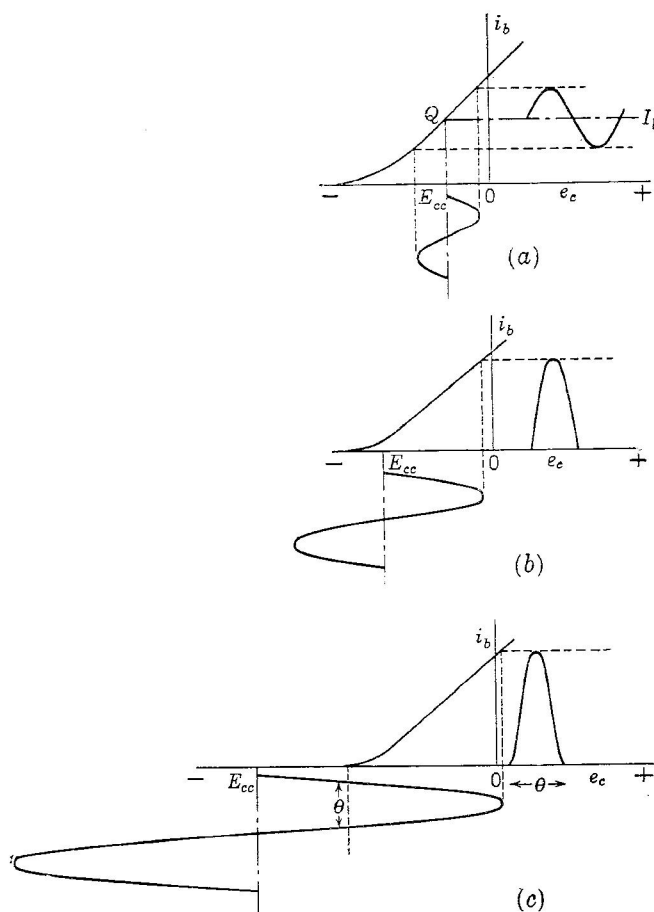 i_b
Q
I_b
− E_cc 0 e_c +
(a)
i_b
− E_cc 0 e_c +
(b)
i_b
− E_cc 0 θ e_c +
θ
(c)